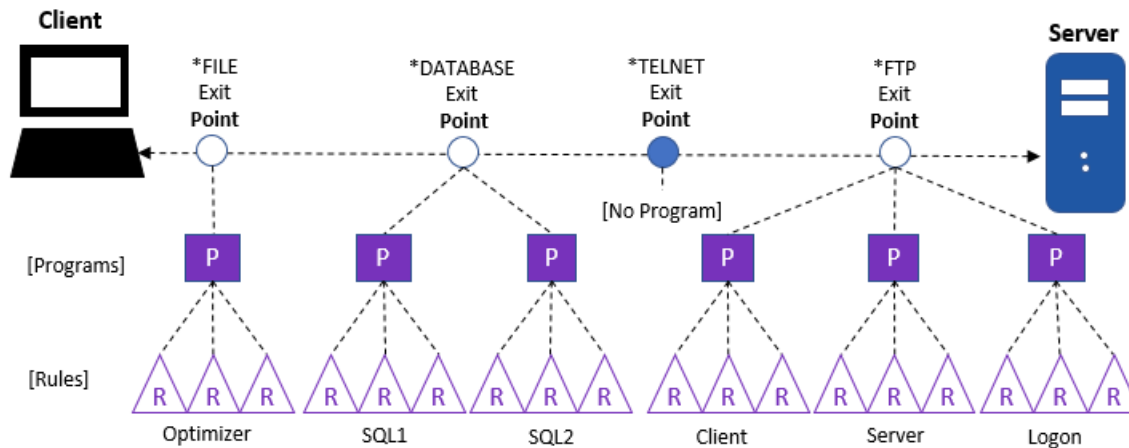 Client
Server
*FILE
Exit
Point
*DATABASE
Exit
Point
*TELNET
Exit
Point
*FTP
Exit
Point
[No Program]
[Programs]
P P P P P P
[Rules]
R R R R R R R R R R R R R R R R R R
Optimizer SQL1 SQL2 Client Server Logon